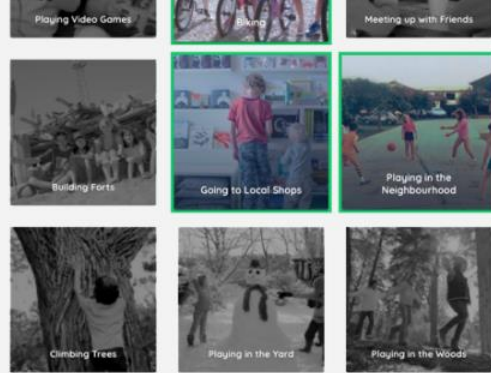 Playing Video Games
Biking
Meeting up with Friends
Building Forts
Going to Local Shops
Playing in the
Neighbourhood
Climbing Trees
Playing in the Yard
Playing in the Woods